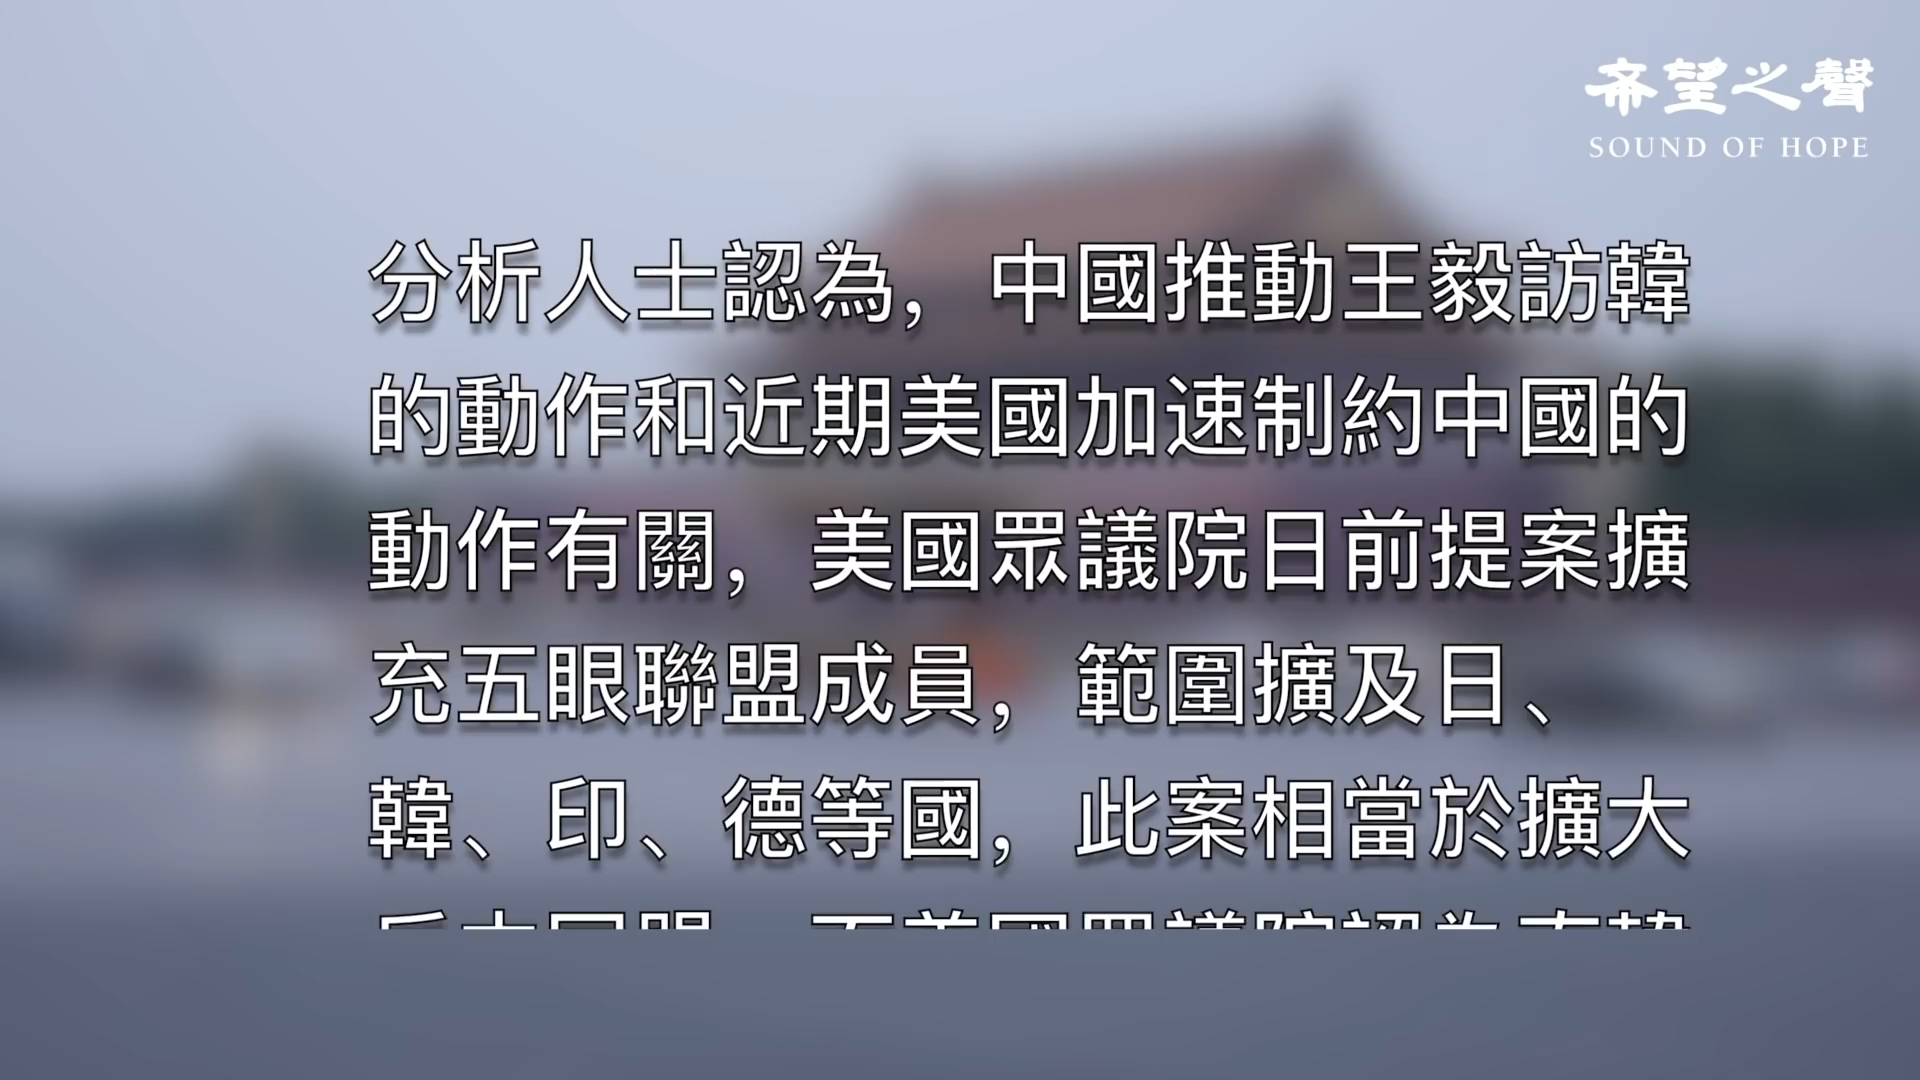 希望之聲
SOUND OF HOPE
分析人士認為，中國推動王毅訪韓
的動作和近期美國加速制約中國的
動作有關，美國眾議院日前提案擴
充五眼聯盟成員，範圍擴及日、
韓、印、德等國，此案相當於擴大